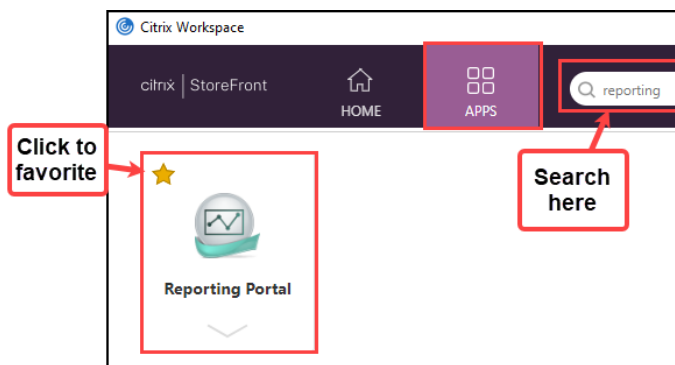 Citrix Workspace
citrix | StoreFront
HOME
APPS
reporting
Click to
favorite
Search
here
Reporting Portal